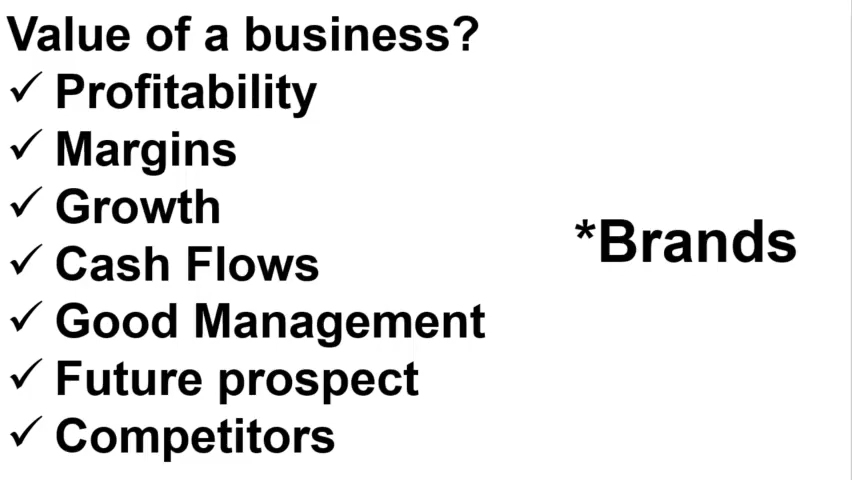 Value of a business?
✓ Profitability
✓ Margins
✓ Growth
✓ Cash Flows
✓ Good Management
✓ Future prospect
✓ Competitors
*Brands